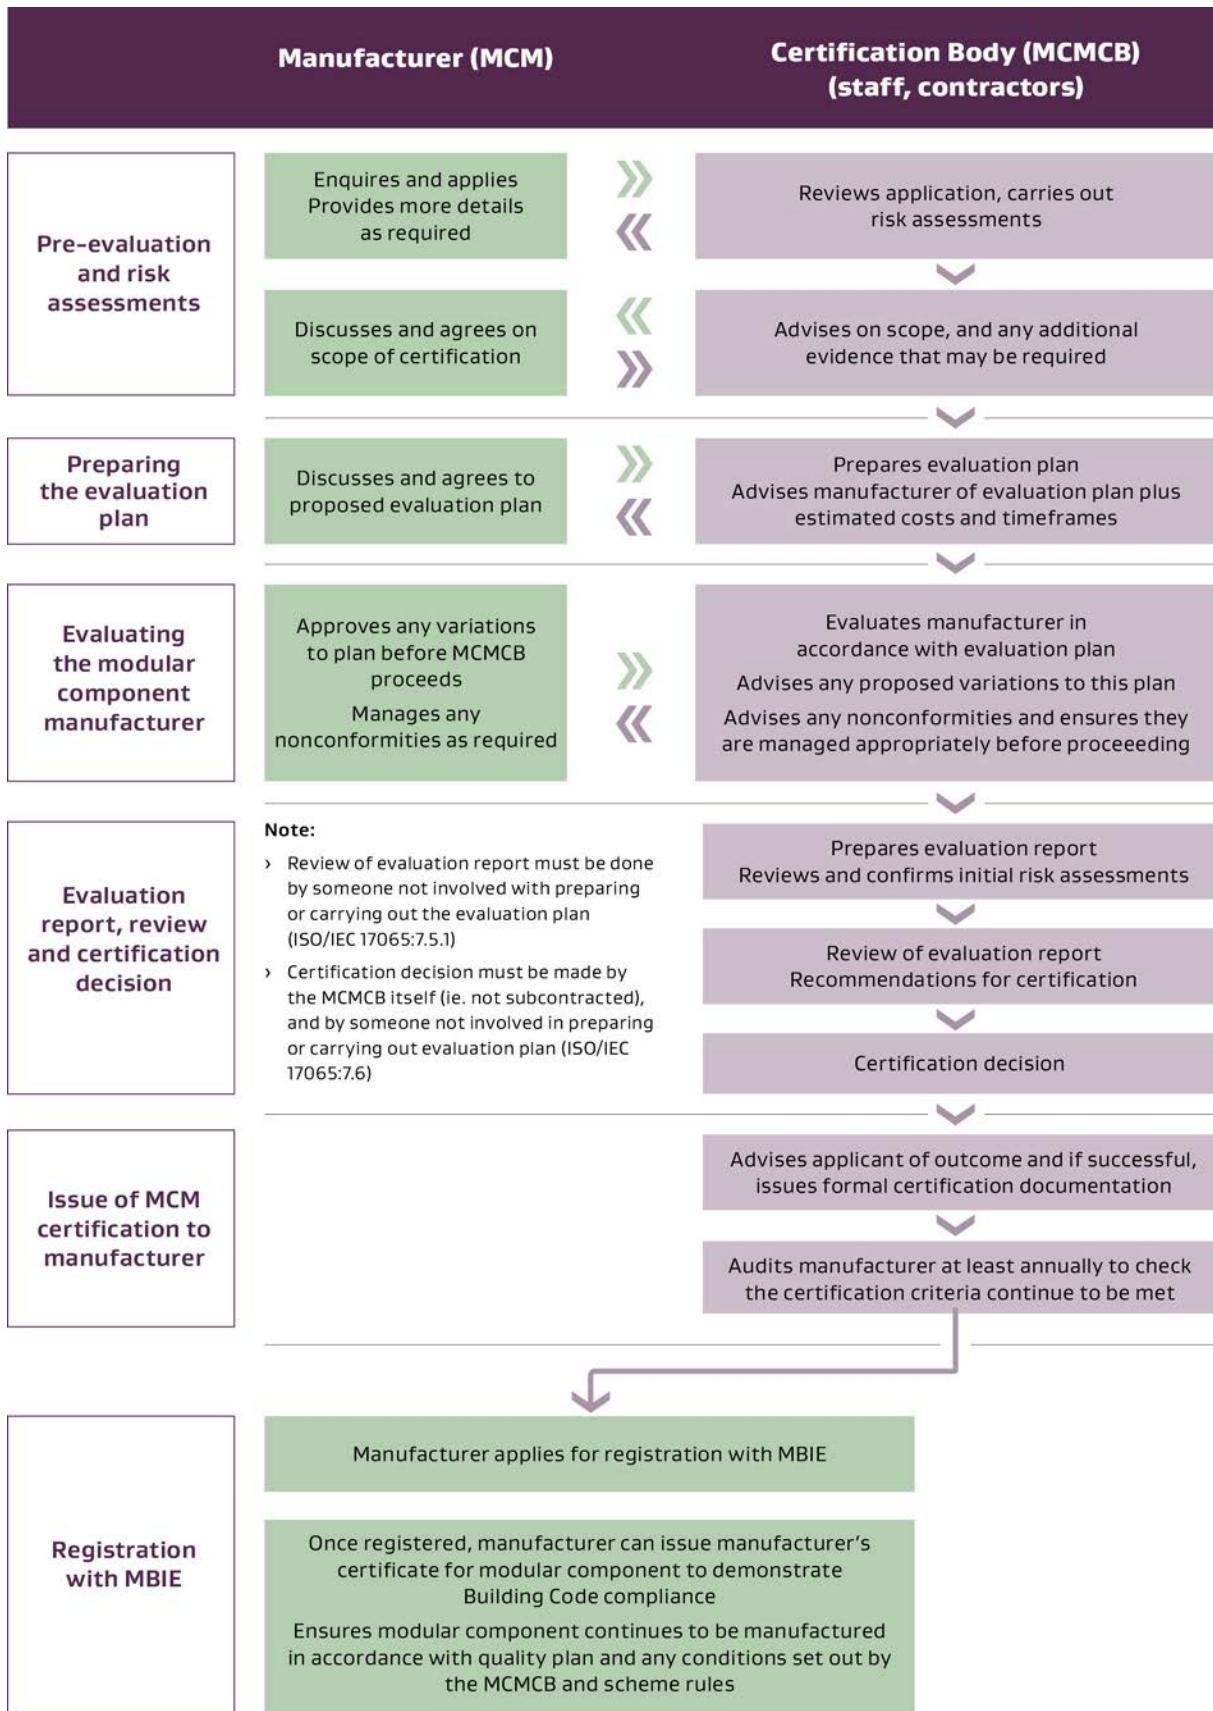 Manufacturer (MCM)
Certification Body (MCMCB)
(staff, contractors)
Pre-evaluation
and risk
assessments
Enquires and applies
Provides more details
as required
Reviews application, carries out
risk assessments
Discusses and agrees on
scope of certification
Advises on scope, and any additional
evidence that may be required
Preparing
the evaluation
plan
Discusses and agrees to
proposed evaluation plan
Prepares evaluation plan
Advises manufacturer of evaluation plan plus
estimated costs and timeframes
Evaluating
the modular
component
manufacturer
Approves any variations
to plan before MCMCB
proceeds
Manages any
nonconformities as required
Evaluates manufacturer in
accordance with evaluation plan
Advises any proposed variations to this plan
Advises any nonconformities and ensures they
are managed appropriately before proceeeding
Evaluation
report, review
and certification
decision
Note:
› Review of evaluation report must be done
by someone not involved with preparing
or carrying out the evaluation plan
(ISO/IEC 17065:7.5.1)
› Certification decision must be made by
the MCMCB itself (ie. not subcontracted),
and by someone not involved in preparing
or carrying out evaluation plan (ISO/IEC
17065:7.6)
Prepares evaluation report
Reviews and confirms initial risk assessments
Review of evaluation report
Recommendations for certification
Certification decision
Issue of MCM
certification to
manufacturer
Advises applicant of outcome and if successful,
issues formal certification documentation
Audits manufacturer at least annually to check
the certification criteria continue to be met
Registration
with MBIE
Manufacturer applies for registration with MBIE
Once registered, manufacturer can issue manufacturer's
certificate for modular component to demonstrate
Building Code compliance
Ensures modular component continues to be manufactured
in accordance with quality plan and any conditions set out by
the MCMCB and scheme rules